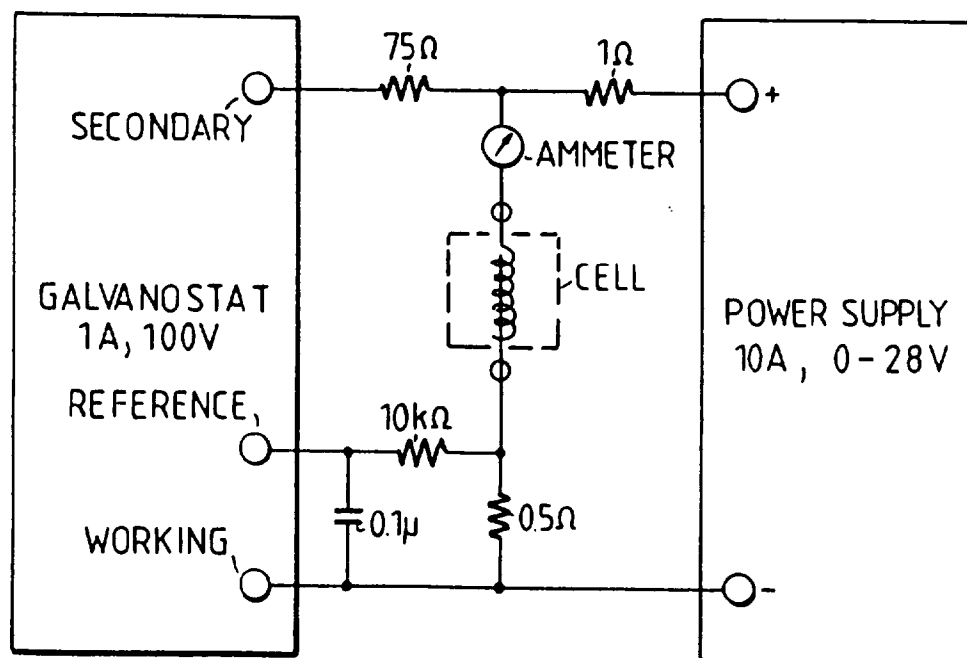 75Ω
1Ω
SECONDARY
+
AMMETER
CELL
GALVANOSTAT
1A, 100V
POWER SUPPLY
10A, 0-28V
REFERENCE
10kΩ
0.1µ
0.5Ω
WORKING
-